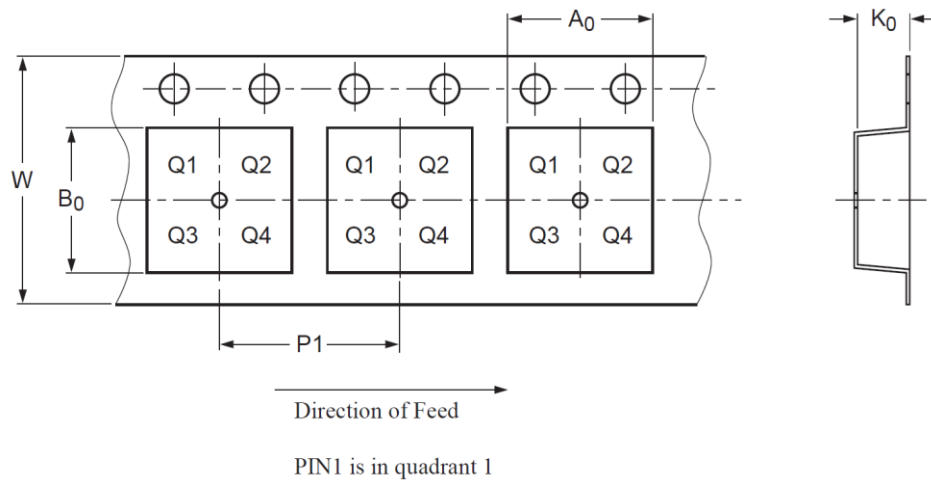 A0
K0
W
B0
Q1 Q2 Q1 Q2 Q1 Q2
Q3 Q4 Q3 Q4 Q3 Q4
P1
Direction of Feed
PIN1 is in quadrant 1